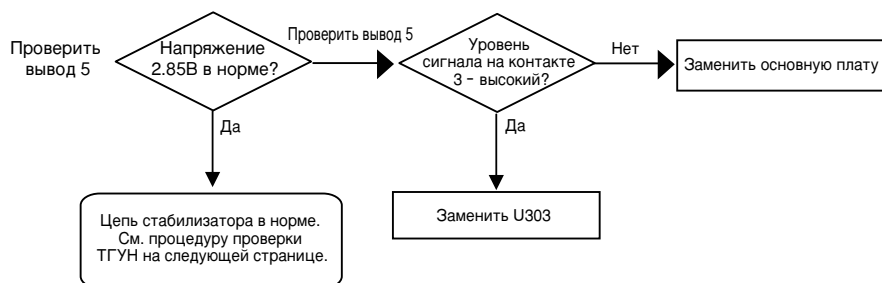 Проверить
вывод 5
Напряжение
2.85В в норме?
Проверить вывод 5
Уровень
сигнала на контакте
3 - высокий?
Нет
Заменить основную плату
Да
Да
Цепь стабилизатора в норме.
См. процедуру проверки
ТГУН на следующей странице.
Заменить U303